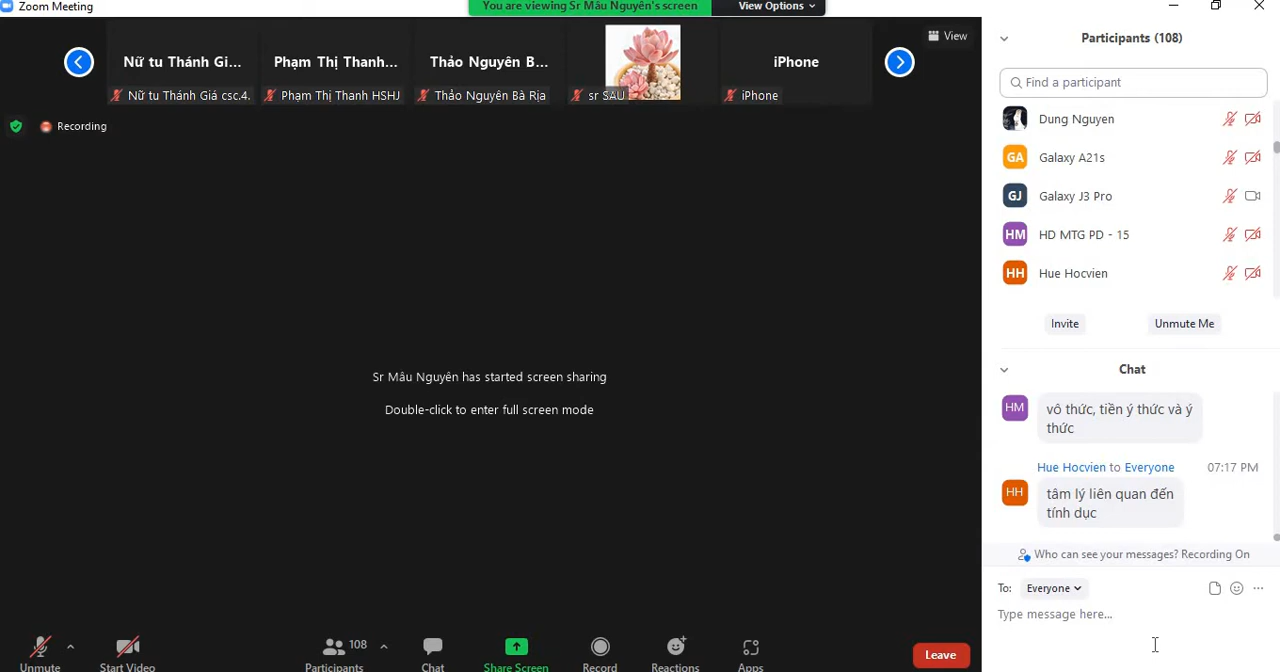 Zoom Meeting
You are viewing Sr Mâu Nguyên's screen
View Options
Nữ tu Thánh Gi...
Phạm Thị Thanh...
Thảo Nguyên B...
iPhone
Nữ tu Thánh Giá csc.4.
Phạm Thị Thanh HSHJ
Thảo Nguyên Bà Rịa
sr SÁU
iPhone
View
Recording
Sr Mâu Nguyên has started screen sharing
Double-click to enter full screen mode
Unmute
Start Video
108
Participants
Chat
Share Screen
Record
Reactions
Apps
Leave
Participants (108)
Find a participant
Dung Nguyen
GA
Galaxy A21s
GJ
Galaxy J3 Pro
HM
HD MTG PD - 15
HH
Hue Hocvien
Invite
Unmute Me
Chat
HM
vô thức, tiền ý thức và ý
thức
Hue Hocvien to Everyone
07:17 PM
HH
tâm lý liên quan đến
tính dục
Who can see your messages? Recording On
To:
Everyone
Type message here...